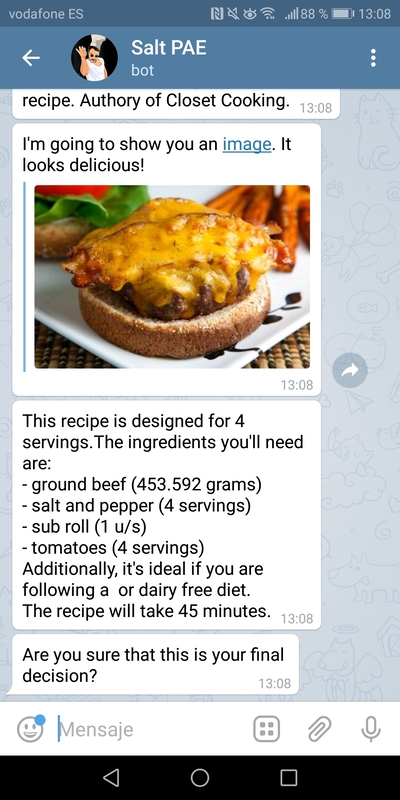 vodafone ES 88 % 13:08
Salt PAE
bot
recipe. Authory of Closet Cooking. 13:08
I'm going to show you an image. It
looks delicious!
13:08
This recipe is designed for 4
servings.The ingredients you'll need
are:
- ground beef (453.592 grams)
- salt and pepper (4 servings)
- sub roll (1 u/s)
- tomatoes (4 servings)
Additionally, it's ideal if you are
following a  or dairy free diet.
The recipe will take 45 minutes. 13:08
Are you sure that this is your final
decision? 13:08
Mensaje